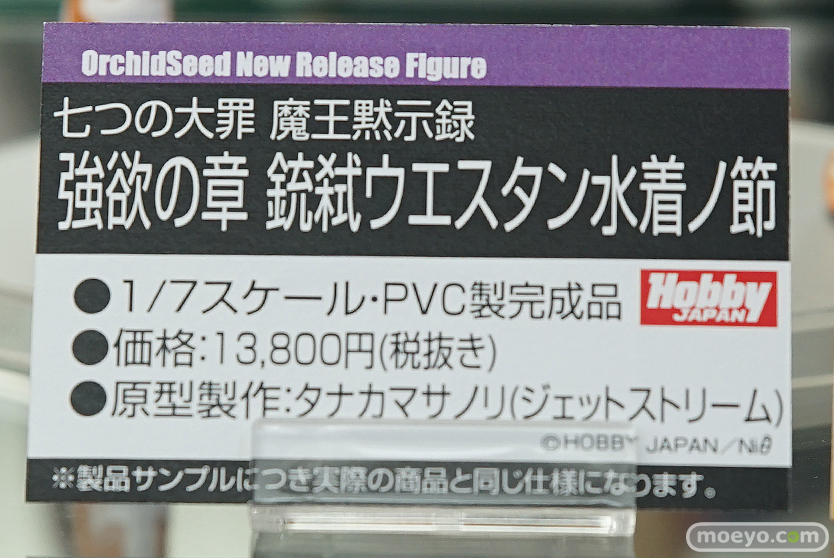 OrchidSeed New Release Figure
七つの大罪 魔王黙示録
強欲の章 銃弑ウエスタン水着ノ節
●1/7スケール・PVC製完成品
Hobby
JAPAN
●価格:13,800円(税抜き)
●原型製作:タナカマサノリ(ジェットストリーム)
©HOBBY JAPAN/Niθ
※製品サンプルにつき実際の商品と同じ仕様になります。
moeyo.com